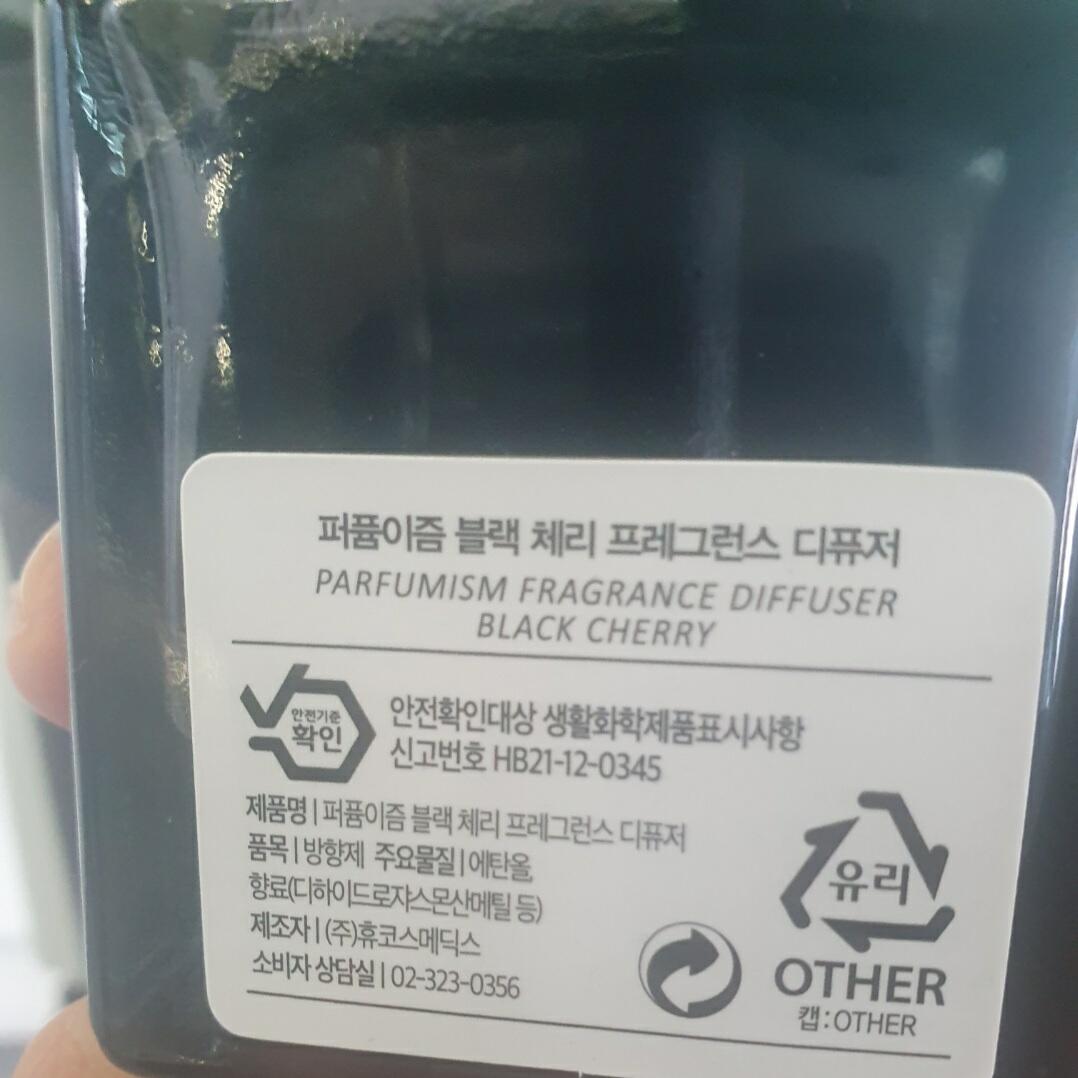 퍼퓸이즘 블랙 체리 프레그런스 디퓨저
PARFUMISM FRAGRANCE DIFFUSER
BLACK CHERRY
안전기준
확인
안전확인대상 생활화학제품표시사항
신고번호 HB21-12-0345
제품명 | 퍼퓸이즘 블랙 체리 프레그런스 디퓨저
품목 | 방향제 주요물질 | 에탄올,
향료(디하이드로쟈스몬산메틸 등)
제조자 | (주)휴코스메딕스
소비자 상담실 | 02-323-0356
유리
OTHER
캡:OTHER